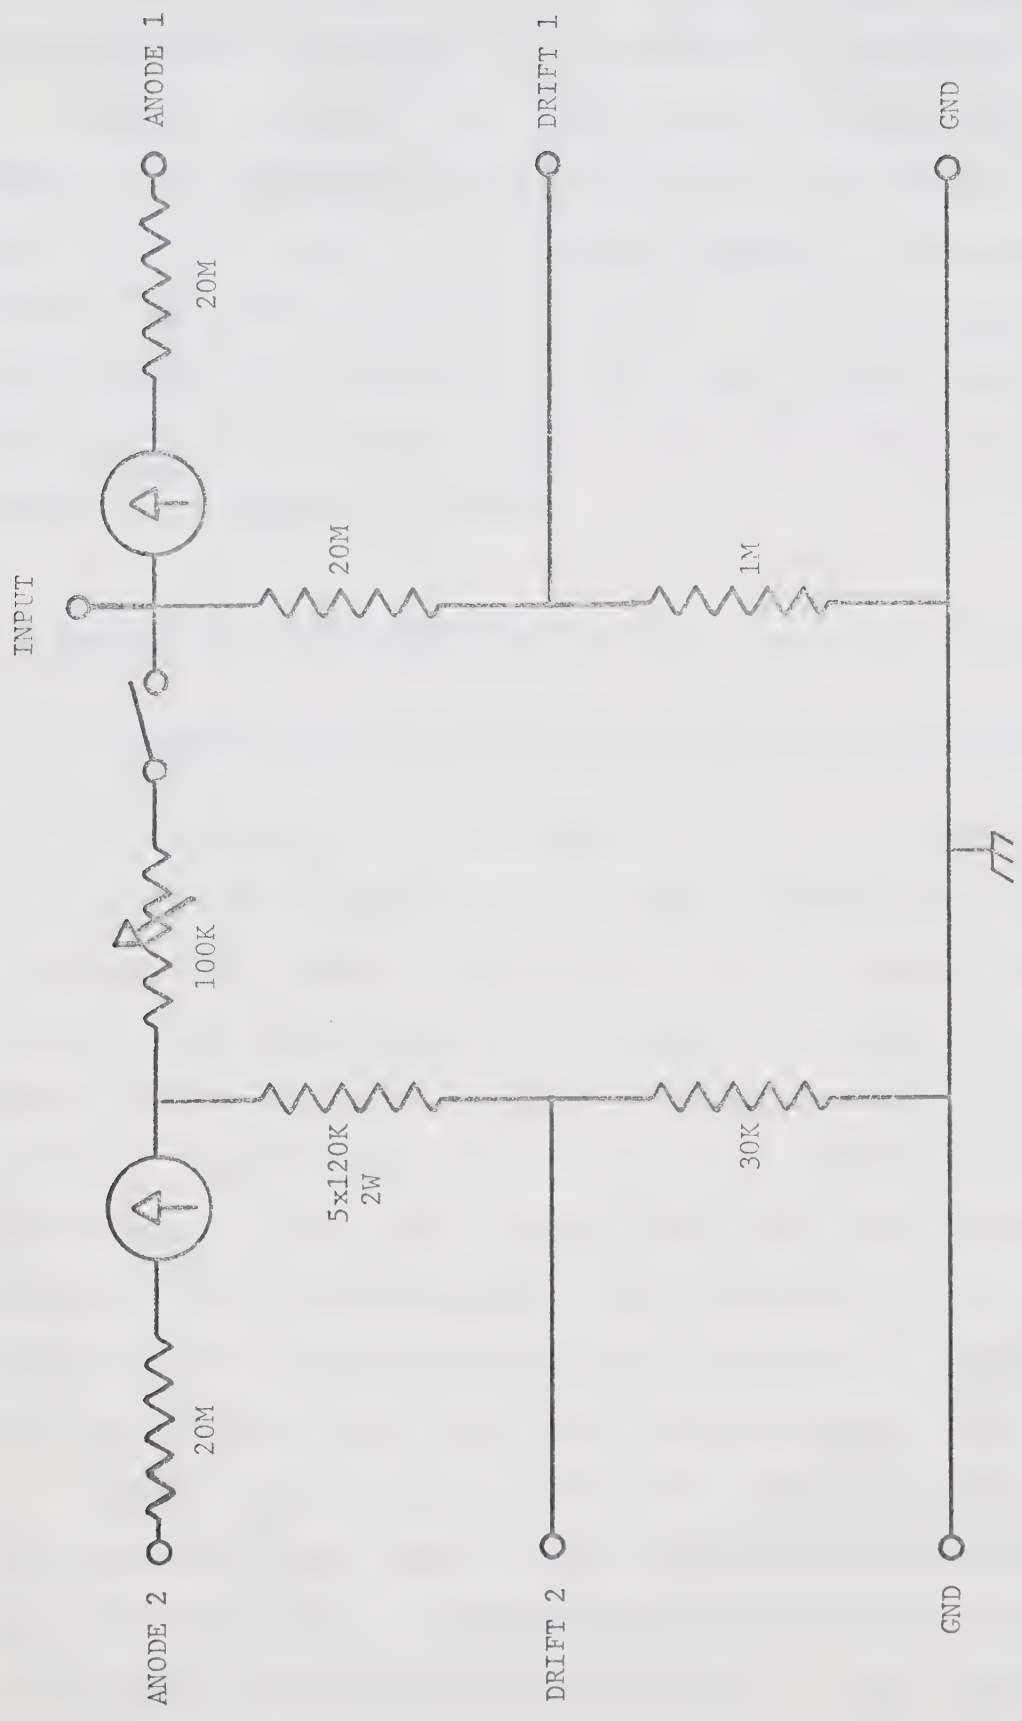 INPUT
ANODE 2
20M
100K
20M
ANODE 1
5x120K
2W
20M
DRIFT 2
DRIFT 1
30K
1M
GND
GND